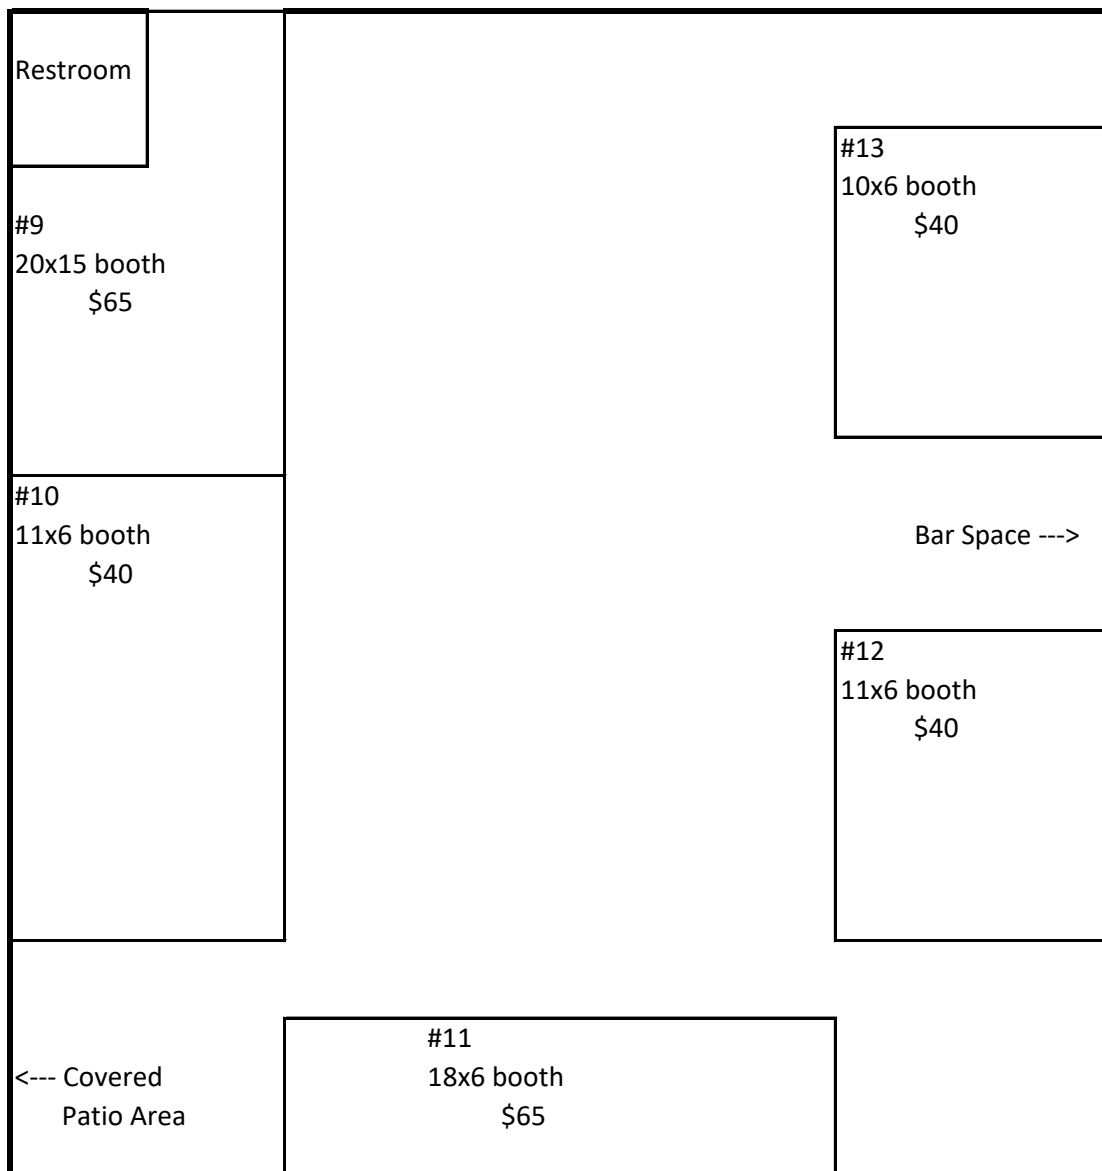 Restroom
#9
20x15 booth
$65
#10
11x6 booth
$40
<--- Covered
Patio Area
#11
18x6 booth
$65
#13
10x6 booth
$40
Bar Space --->
#12
11x6 booth
$40